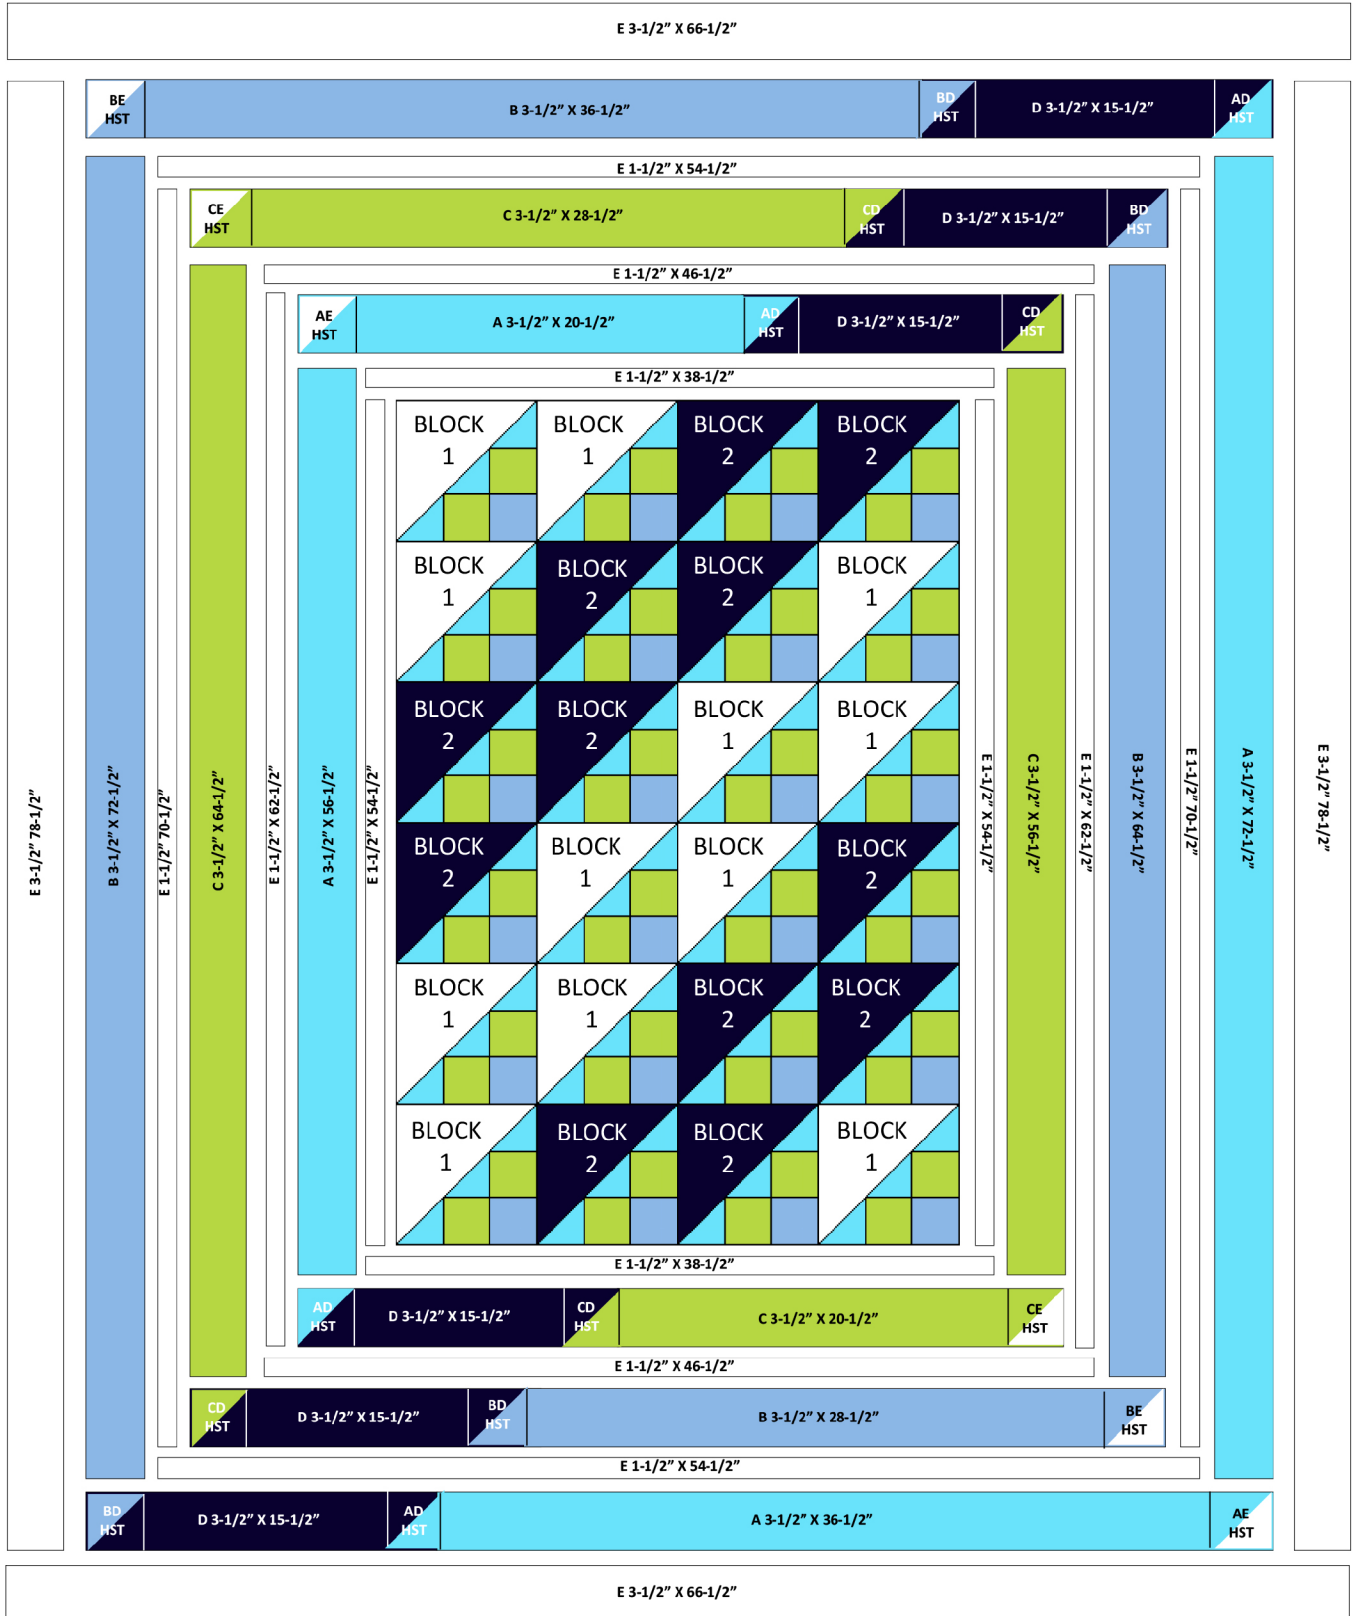 E 3-1/2” X 66-1/2”
BE
HST
B 3-1/2” X 36-1/2”
BD
HST
D 3-1/2” X 15-1/2”
AD
HST
E 1-1/2” X 54-1/2”
CE
HST
C 3-1/2” X 28-1/2”
CD
HST
D 3-1/2” X 15-1/2”
BD
HST
E 1-1/2” X 46-1/2”
AE
HST
A 3-1/2” X 20-1/2”
AD
HST
D 3-1/2” X 15-1/2”
CD
HST
E 1-1/2” X 38-1/2”
BLOCK
1
BLOCK
1
BLOCK
2
BLOCK
2
BLOCK
1
BLOCK
2
BLOCK
2
BLOCK
1
BLOCK
2
BLOCK
2
BLOCK
1
BLOCK
1
BLOCK
2
BLOCK
1
BLOCK
1
BLOCK
2
BLOCK
1
BLOCK
1
BLOCK
2
BLOCK
2
BLOCK
1
BLOCK
2
BLOCK
2
BLOCK
1
E 3-1/2” 78-1/2”
B 3-1/2” X 72-1/2”
E 1-1/2” 70-1/2”
C 3-1/2” X 64-1/2”
E 1-1/2” X 62-1/2”
A 3-1/2” X 56-1/2”
E 1-1/2” X 54-1/2”
E 1-1/2” X 54-1/2”
C 3-1/2” X 56-1/2”
E 1-1/2” X 62-1/2”
B 3-1/2” X 64-1/2”
E 1-1/2” 70-1/2”
A 3-1/2” X 72-1/2”
E 3-1/2” 78-1/2”
E 1-1/2” X 38-1/2”
AD
HST
D 3-1/2” X 15-1/2”
CD
HST
C 3-1/2” X 20-1/2”
CE
HST
E 1-1/2” X 46-1/2”
CD
HST
D 3-1/2” X 15-1/2”
BD
HST
B 3-1/2” X 28-1/2”
BE
HST
E 1-1/2” X 54-1/2”
BD
HST
D 3-1/2” X 15-1/2”
AD
HST
A 3-1/2” X 36-1/2”
AE
HST
E 3-1/2” X 66-1/2”